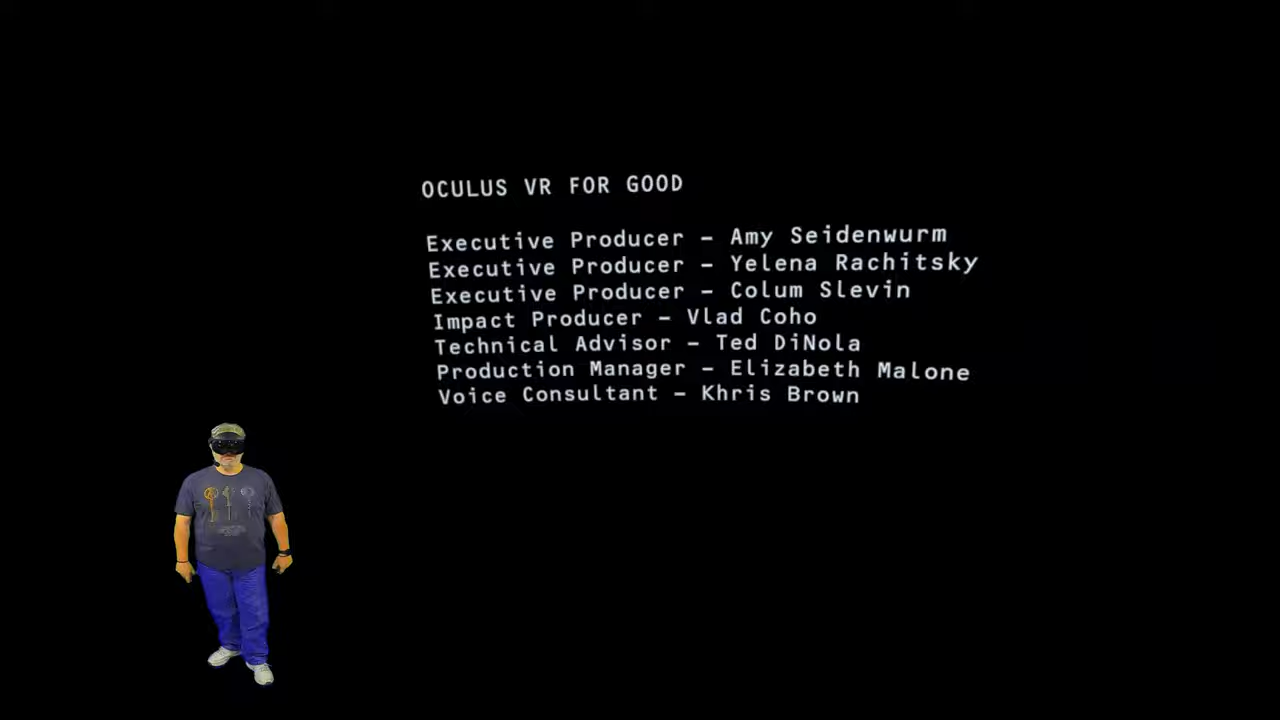 OCULUS VR FOR GOOD
Executive Producer – Amy Seidenwurm
Executive Producer – Yelena Rachitsky
Executive Producer – Colum Slevin
Impact Producer – Vlad Coho
Technical Advisor – Ted DiNola
Production Manager – Elizabeth Malone
Voice Consultant – Khris Brown